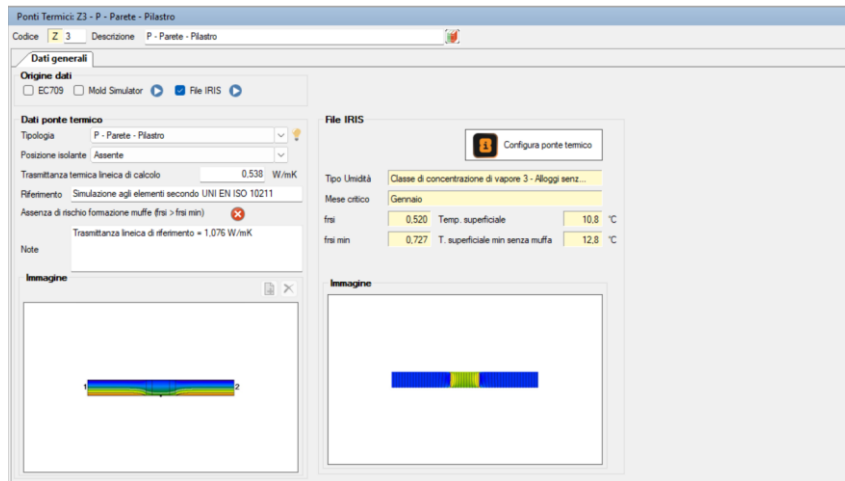 Ponti Termici: Z3 - P - Parete - Pilastro
Codice Z 3 Descrizione P - Parete - Pilastro
Dati generali
Origine dati
EC709 Mold Simulator File IRIS
Dati ponte termico
Tipologia P - Parete - Pilastro
Posizione isolante Assente
Trasmittanza termica lineica di calcolo 0,538 W/mK
Riferimento Simulazione agli elementi secondo UNI EN ISO 10211
Assenza di rischio formazione muffe (frsi > frsi min)
Note Trasmittanza lineica di riferimento = 1,076 W/mK
Immagine
1 2
File IRIS
Configura ponte termico
Tipo Umidità Classe di concentrazione di vapore 3 - Alloggi senz...
Mese critico Gennaio
frsi 0,520 Temp. superficiale 10,8 °C
frsi min 0,727 T. superficiale min senza muffa 12,8 °C
Immagine